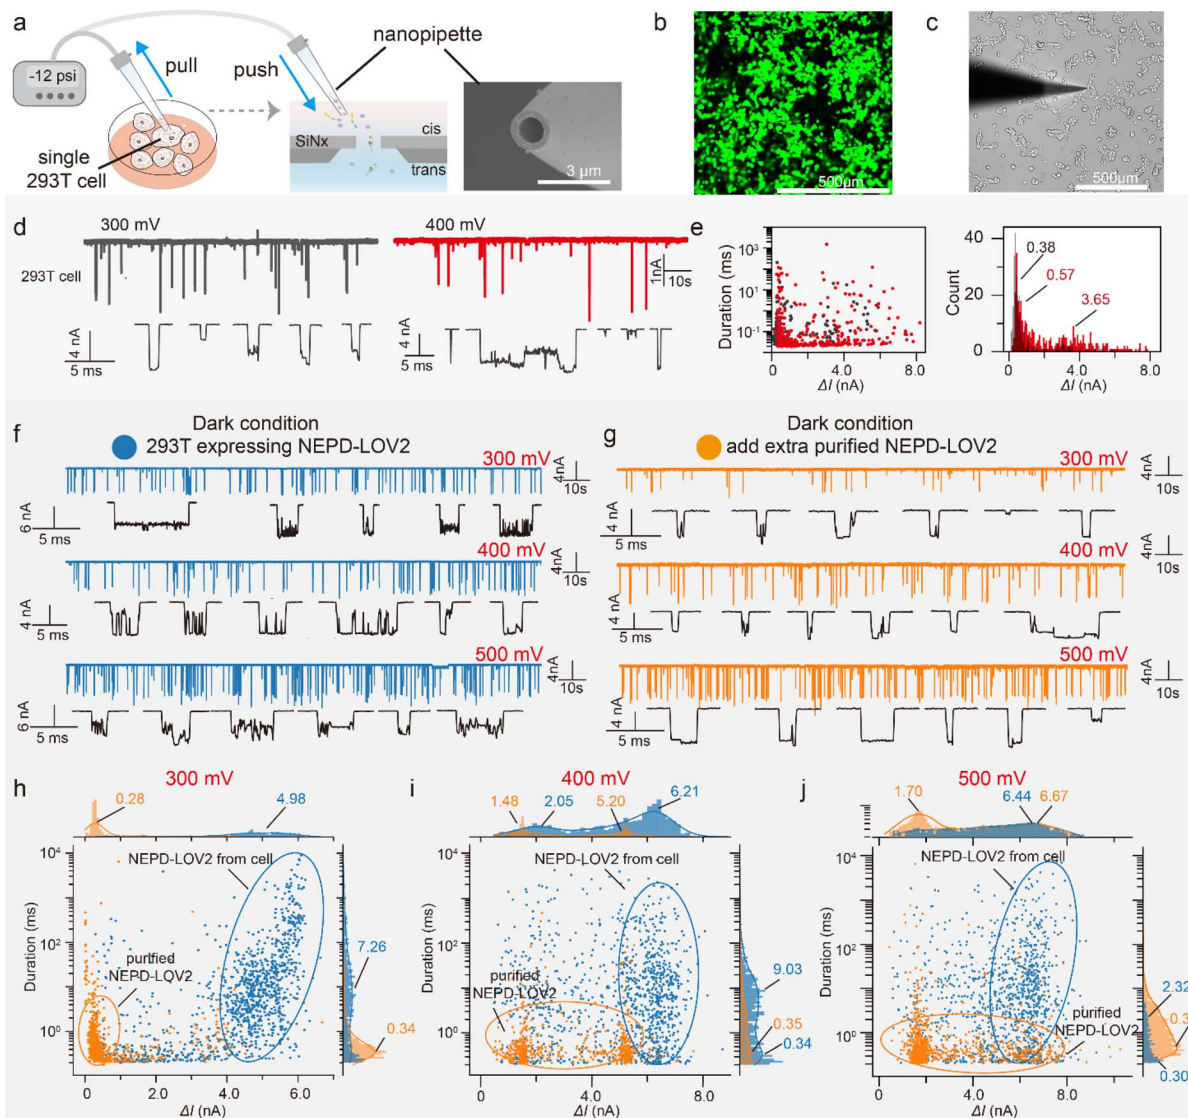 a
-12 psi
pull
push
nanopipette
single
293T cell
SiNx
cis
trans
3 μm
b
500μm
c
500μm
d
300 mV
400 mV
293T cell
1nA
10s
4 nA
5 ms
4 nA
5 ms
e
Duration (ms)
10³
10¹
10⁻¹
0
4.0
8.0
ΔI (nA)
Count
40
20
0
0.38
0.57
3.65
0
4.0
8.0
ΔI (nA)
f
Dark condition
293T expressing NEPD-LOV2
300 mV
4nA
10s
6 nA
5 ms
400 mV
4nA
10s
4 nA
5 ms
500 mV
4nA
10s
6 nA
5 ms
g
Dark condition
add extra purified NEPD-LOV2
300 mV
4nA
10s
4 nA
5 ms
400 mV
4nA
10s
4 nA
5 ms
500 mV
4nA
10s
4 nA
5 ms
h
300 mV
0.28
4.98
NEPD-LOV2 from cell
purified
NEPD-LOV2
7.26
0.34
Duration (ms)
10⁴
10²
10⁰
0
2.0
4.0
6.0
ΔI (nA)
i
400 mV
1.48
2.05
5.20
6.21
NEPD-LOV2 from cell
purified
NEPD-LOV2
9.03
0.35
0.34
Duration (ms)
10⁴
10²
10⁰
0
4.0
8.0
ΔI (nA)
j
500 mV
1.70
6.44
6.67
NEPD-LOV2 from cell
purified
NEPD-LOV2
2.32
0.30
Duration (ms)
10⁴
10²
10⁰
0
4.0
8.0
ΔI (nA)